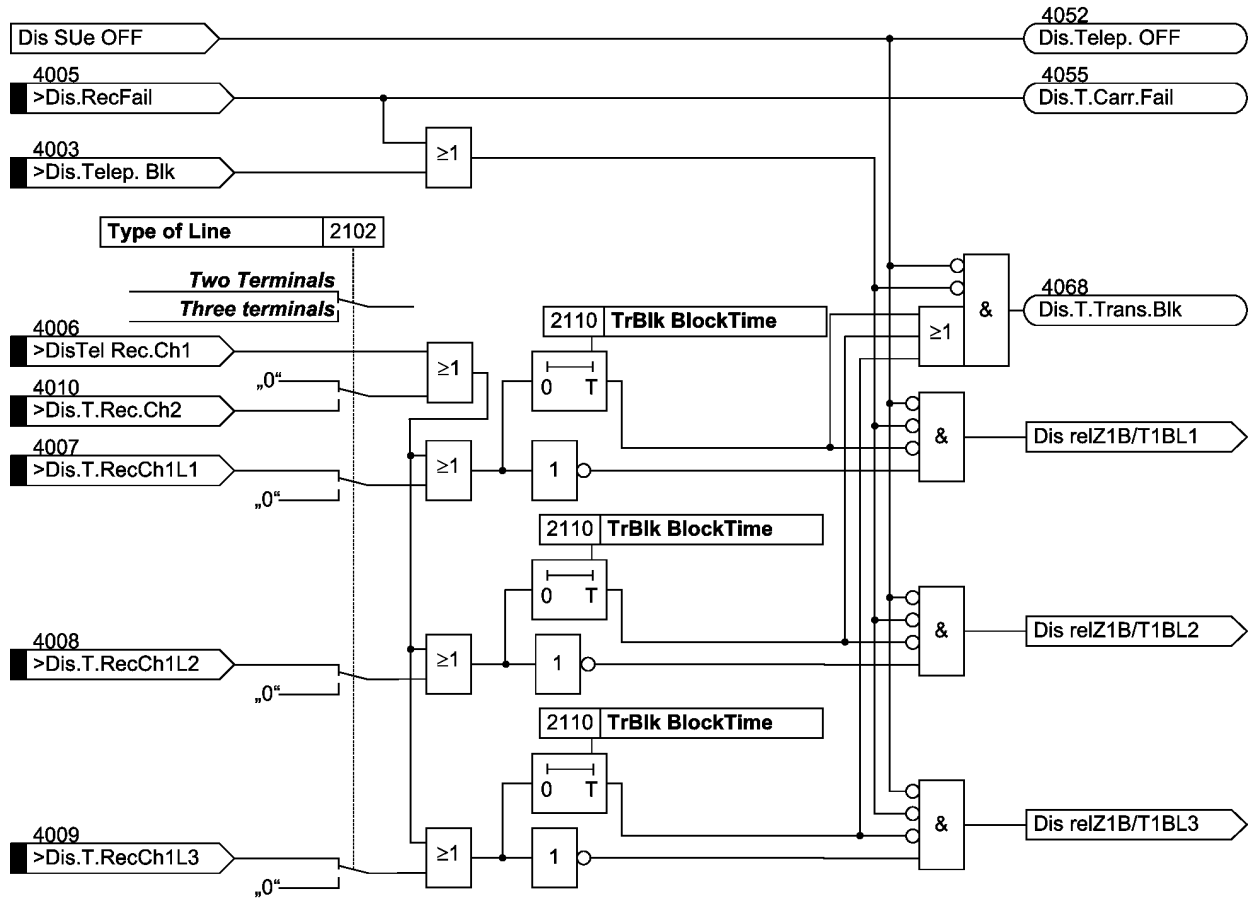 4052
Dis SUe OFF
Dis.Telep. OFF
4005
4055
>Dis.RecFail
Dis.T.Carr.Fail
4003
≥1
>Dis.Telep. Blk
Type of Line 2102
Two Terminals
4068
Three terminals
&
Dis.T.Trans.Blk
4006
2110 TrBlk BlockTime
≥1
>DisTel Rec.Ch1
≥1
4010
„0“
0 T
>Dis.T.Rec.Ch2
4007
&
Dis relZ1B/T1BL1
>Dis.T.RecCh1L1
≥1
1
„0“
2110 TrBlk BlockTime
0 T
4008
&
Dis relZ1B/T1BL2
>Dis.T.RecCh1L2
≥1
1
„0“
2110 TrBlk BlockTime
0 T
4009
&
Dis relZ1B/T1BL3
>Dis.T.RecCh1L3
≥1
1
„0“